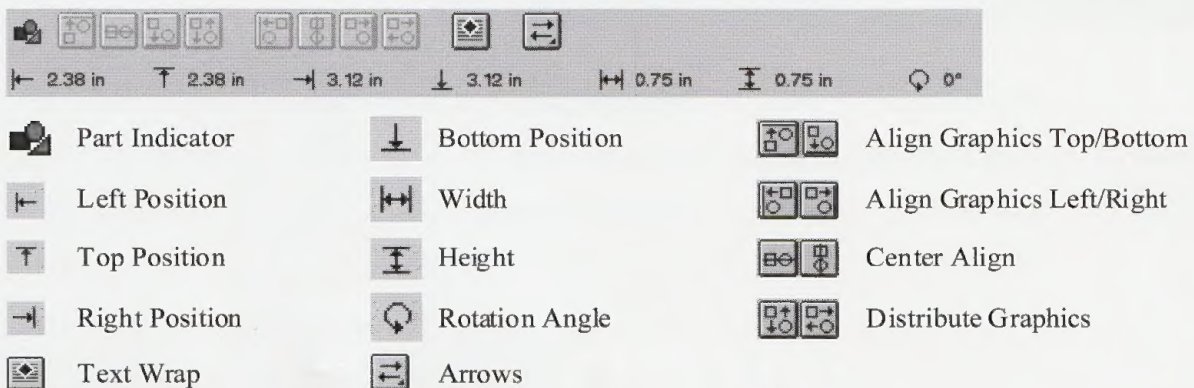 2.38 in 2.38 in 3.12 in 3.12 in 0.75 in 0.75 in 0°
Part Indicator
Left Position
Top Position
Right Position
Text Wrap
Bottom Position
Width
Height
Rotation Angle
Arrows
Align Graphics Top/Bottom
Align Graphics Left/Right
Center Align
Distribute Graphics